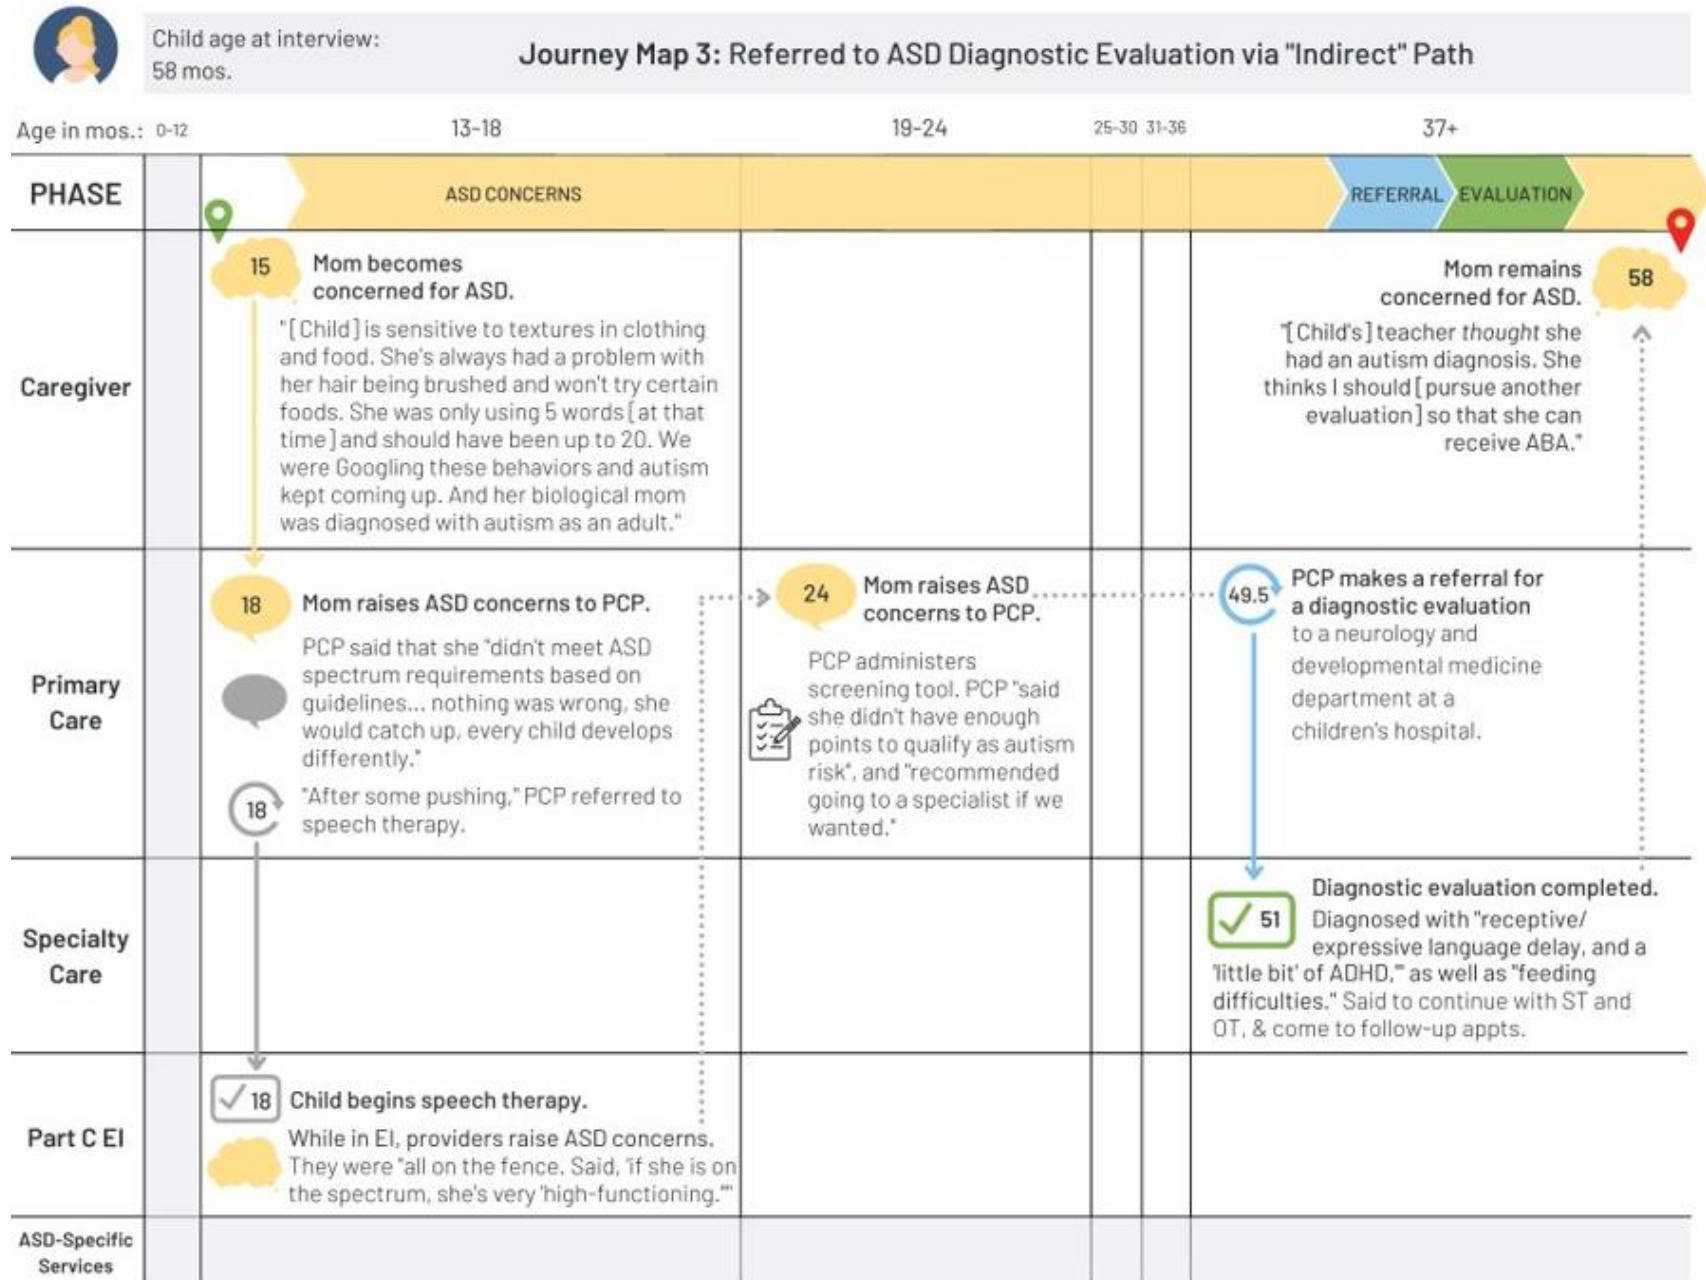 Child age at interview:
58 mos.
Journey Map 3: Referred to ASD Diagnostic Evaluation via "Indirect" Path
Age in mos.: 0-12 13-18 19-24 25-30 31-36 37+
PHASE
ASD CONCERNS
REFERRAL
EVALUATION
Caregiver
15
Mom becomes
concerned for ASD.
"[Child] is sensitive to textures in clothing
and food. She's always had a problem with
her hair being brushed and won't try certain
foods. She was only using 5 words [at that
time] and should have been up to 20. We
were Googling these behaviors and autism
kept coming up. And her biological mom
was diagnosed with autism as an adult."
Mom remains
concerned for ASD.
58
"[Child's] teacher thought she
had an autism diagnosis. She
thinks I should [pursue another
evaluation] so that she can
receive ABA."
Primary
Care
18
Mom raises ASD concerns to PCP.
PCP said that she "didn't meet ASD
spectrum requirements based on
guidelines... nothing was wrong, she
would catch up, every child develops
differently."
18
"After some pushing," PCP referred to
speech therapy.
24
Mom raises ASD
concerns to PCP.
PCP administers
screening tool. PCP "said
she didn't have enough
points to qualify as autism
risk", and "recommended
going to a specialist if we
wanted."
49.5
PCP makes a referral for
a diagnostic evaluation
to a neurology and
developmental medicine
department at a
children's hospital.
Specialty
Care
51
Diagnostic evaluation completed.
Diagnosed with "receptive/
expressive language delay, and a
'little bit' of ADHD,"" as well as "feeding
difficulties." Said to continue with ST and
OT, & come to follow-up appts.
Part C EI
18
Child begins speech therapy.
While in EI, providers raise ASD concerns.
They were "all on the fence. Said, 'if she is on
the spectrum, she's very 'high-functioning.'"
ASD-Specific
Services